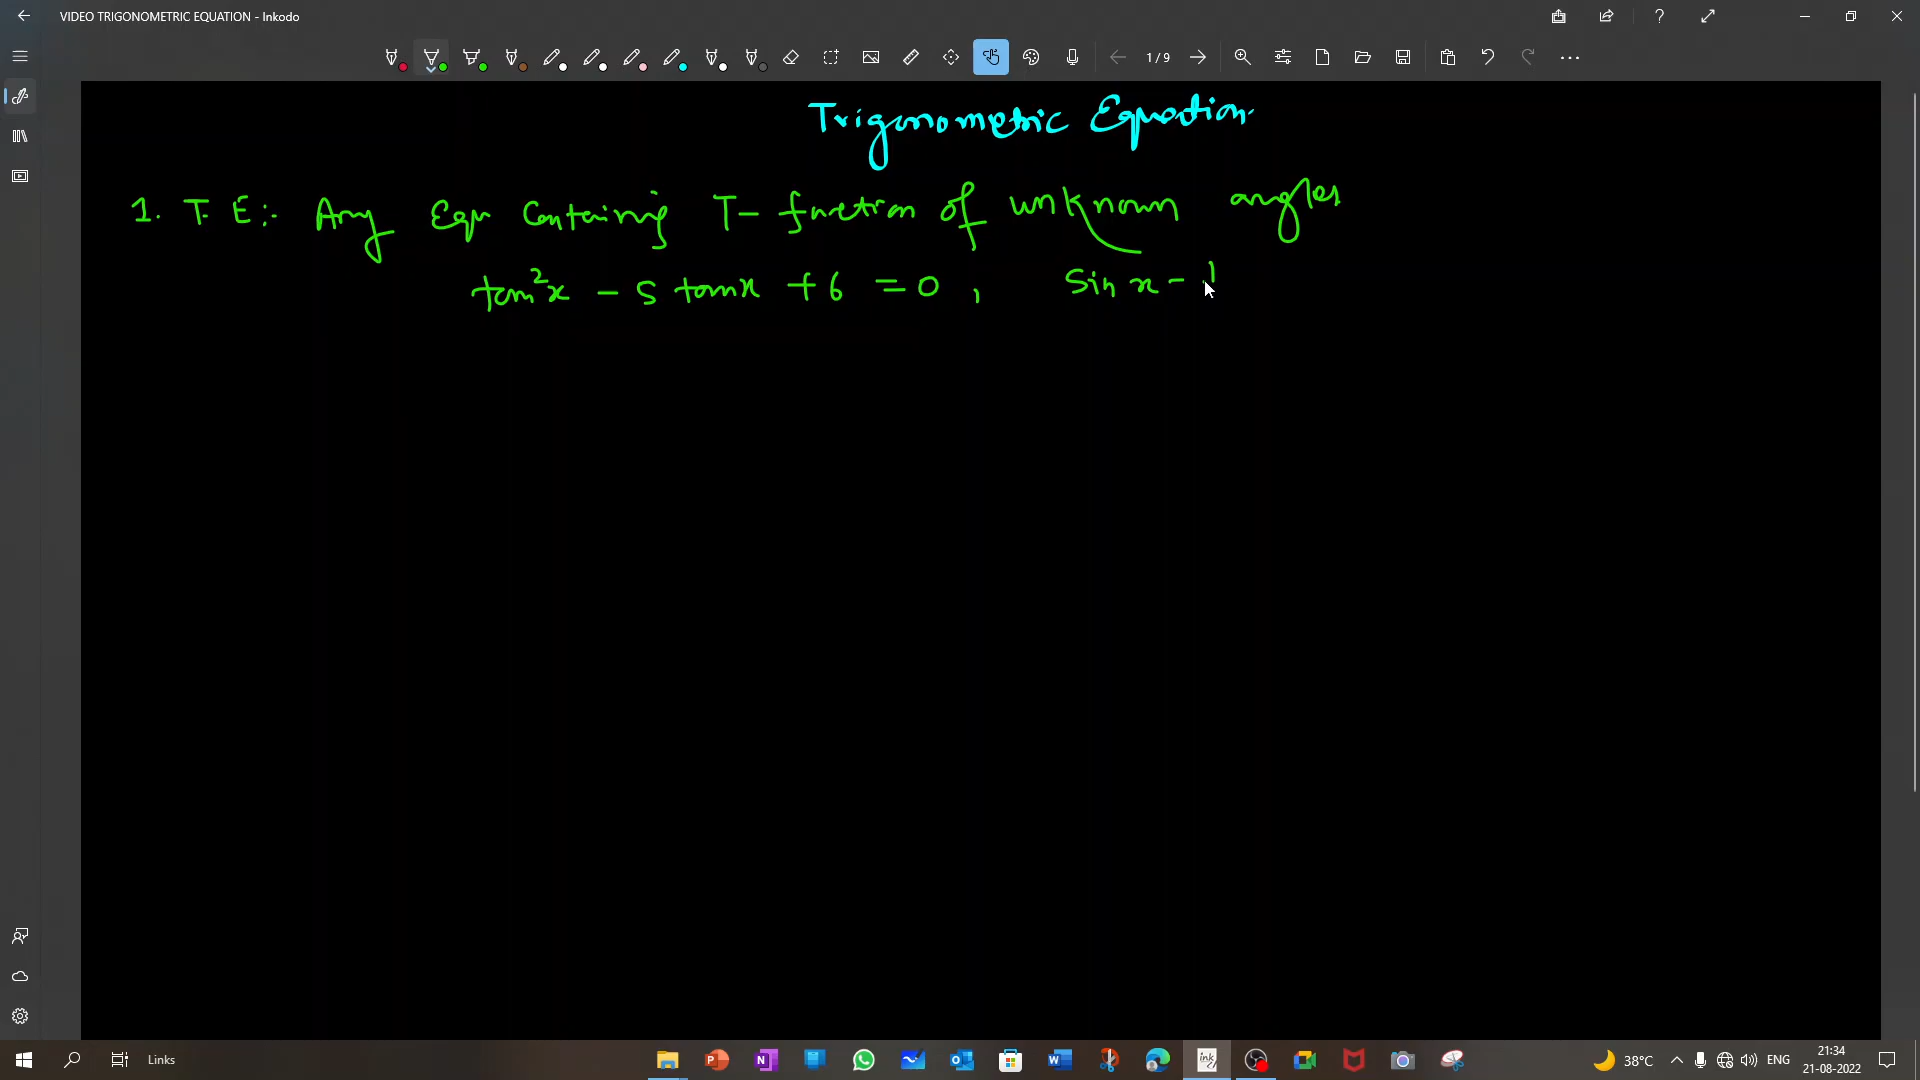 VIDEO TRIGONOMETRIC EQUATION - Inkodo
1 / 9
Trigonometric Equation
1. T. E :- Any Eqn Containing T- function of unknown angles
tan²x - 5 tanx + 6 = 0 , Sin x - 1
Links
38°C
ENG
21:34
21-08-2022